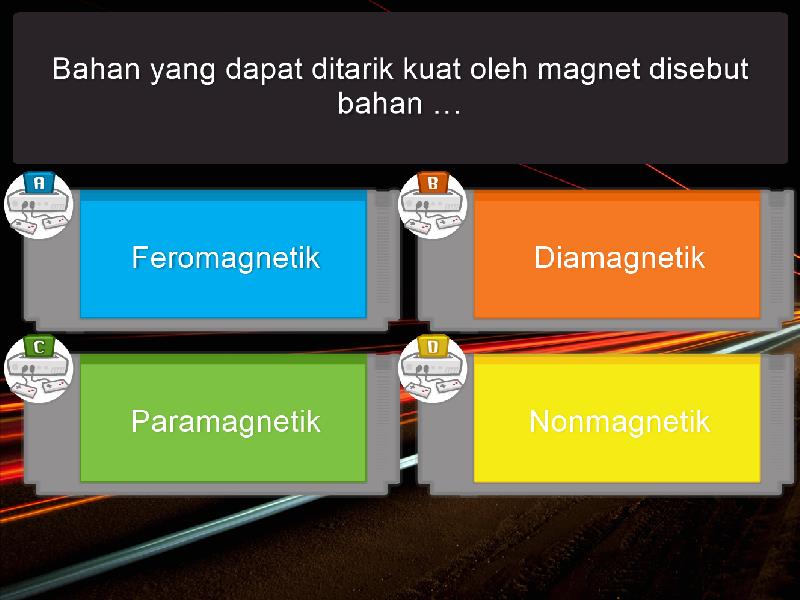 Bahan yang dapat ditarik kuat oleh magnet disebut
bahan …
A
Feromagnetik
B
Diamagnetik
C
Paramagnetik
D
Nonmagnetik